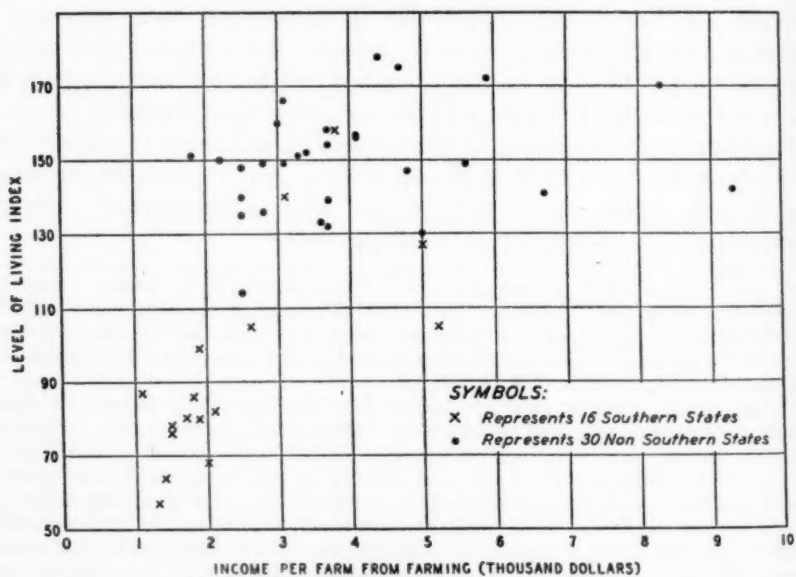 170
150
130
110
90
70
50
LEVEL OF LIVING INDEX
SYMBOLS:
× Represents 16 Southern States
• Represents 30 Non Southern States
0 1 2 3 4 5 6 7 8 9 10
INCOME PER FARM FROM FARMING (THOUSAND DOLLARS)